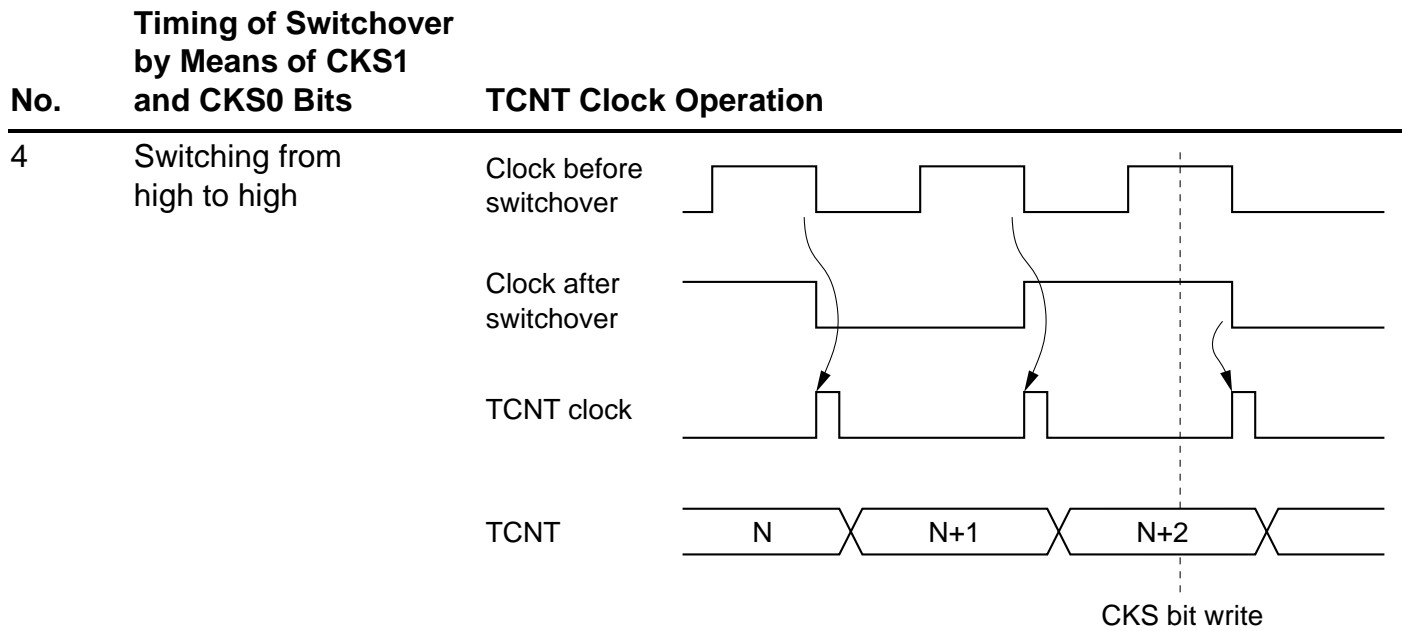 Timing of Switchover
by Means of CKS1
No. and CKS0 Bits TCNT Clock Operation
4 Switching from
high to high
Clock before
switchover
Clock after
switchover
TCNT clock
TCNT N N+1 N+2
CKS bit write